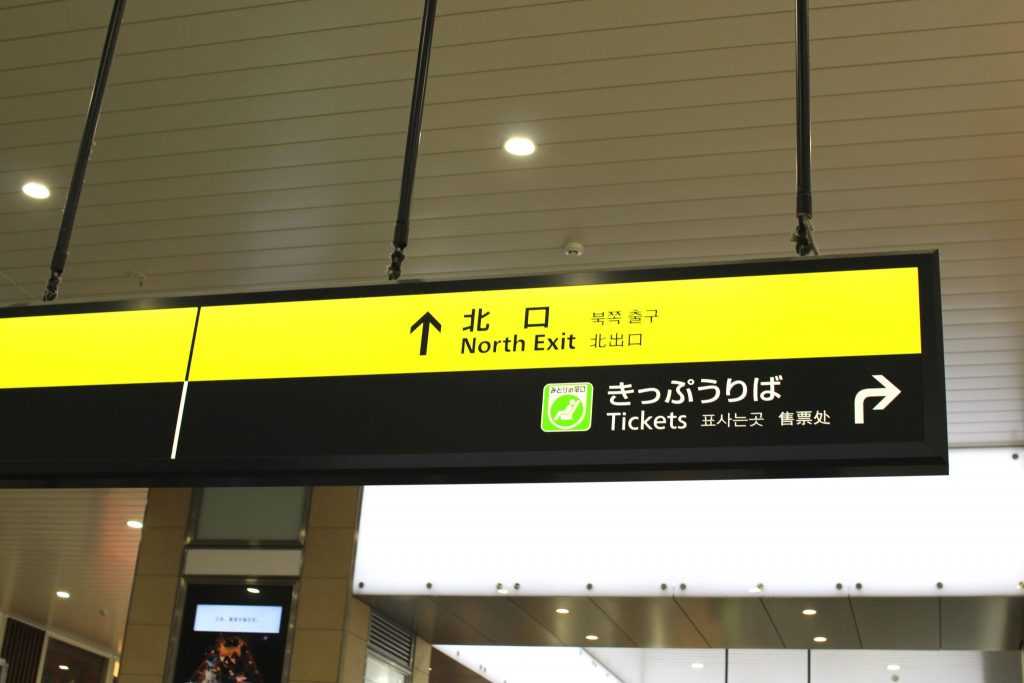 北 口 북쪽 출구
North Exit 北出口
みどりの窓口
きっぷうりば
Tickets 표사는곳 售票处